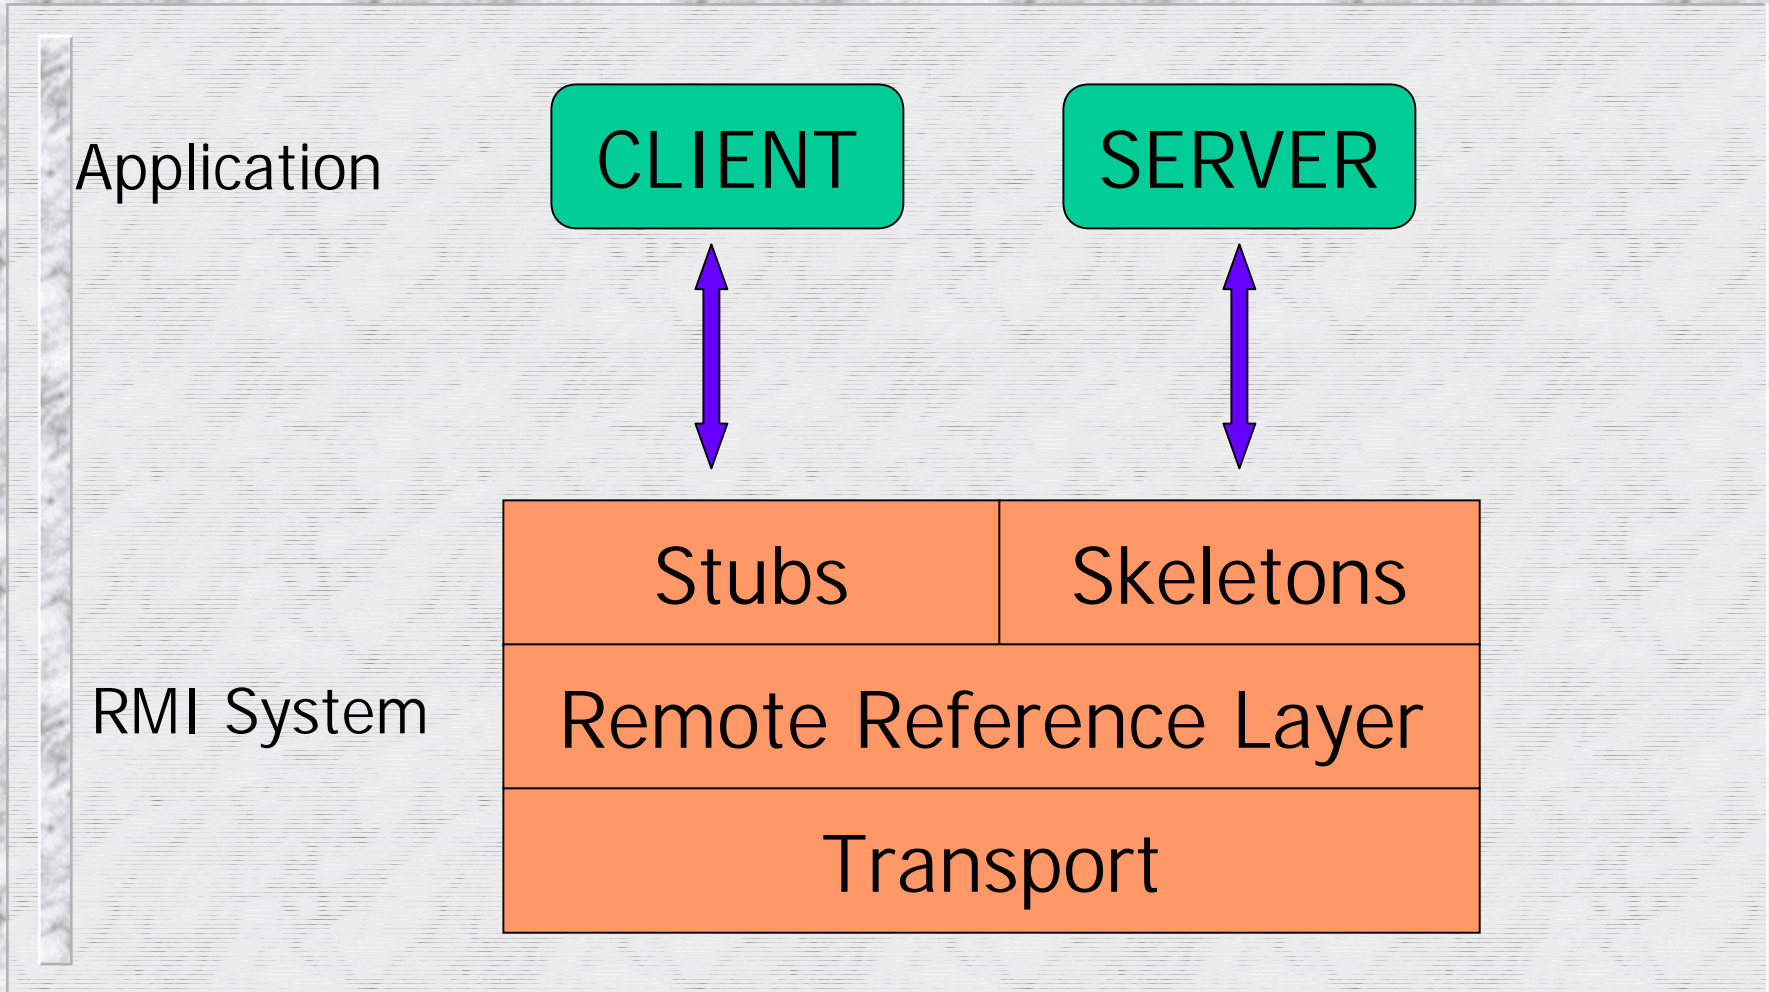 Application
CLIENT
SERVER
Stubs
Skeletons
RMI System
Remote Reference Layer
Transport